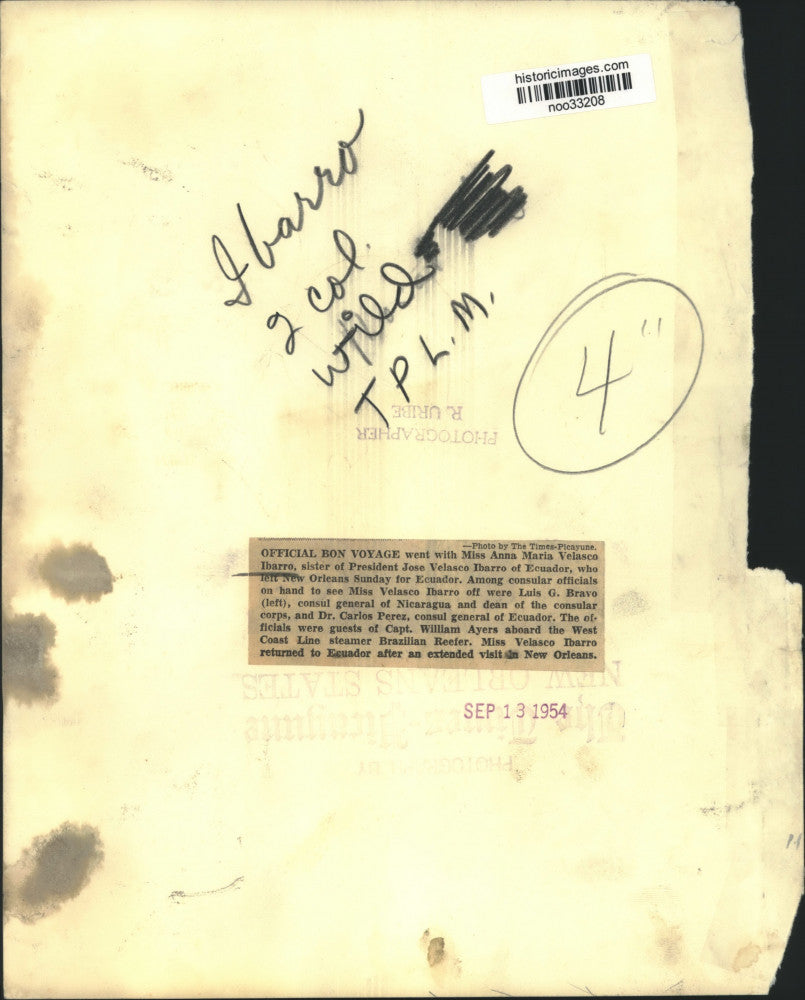 historicimages.com
noo33208
Ibarro
2 col.
wild
T P L. M.
4"
R. URIBE
PHOTOGRAPHER
—Photo by The Times-Picayune.
OFFICIAL BON VOYAGE went with Miss Anna Maria Velasco
Ibarro, sister of President Jose Velasco Ibarro of Ecuador, who
left New Orleans Sunday for Ecuador. Among consular officials
on hand to see Miss Velasco Ibarro off were Luis G. Bravo
(left), consul general of Nicaragua and dean of the consular
corps, and Dr. Carlos Perez, consul general of Ecuador. The of-
ficials were guests of Capt. William Ayers aboard the West
Coast Line steamer Brazilian Reefer. Miss Velasco Ibarro
returned to Ecuador after an extended visit in New Orleans.
NEW ORLEANS STATES
SEP 13 1954
The Times-Picayune
PHOTOGRAPH BY